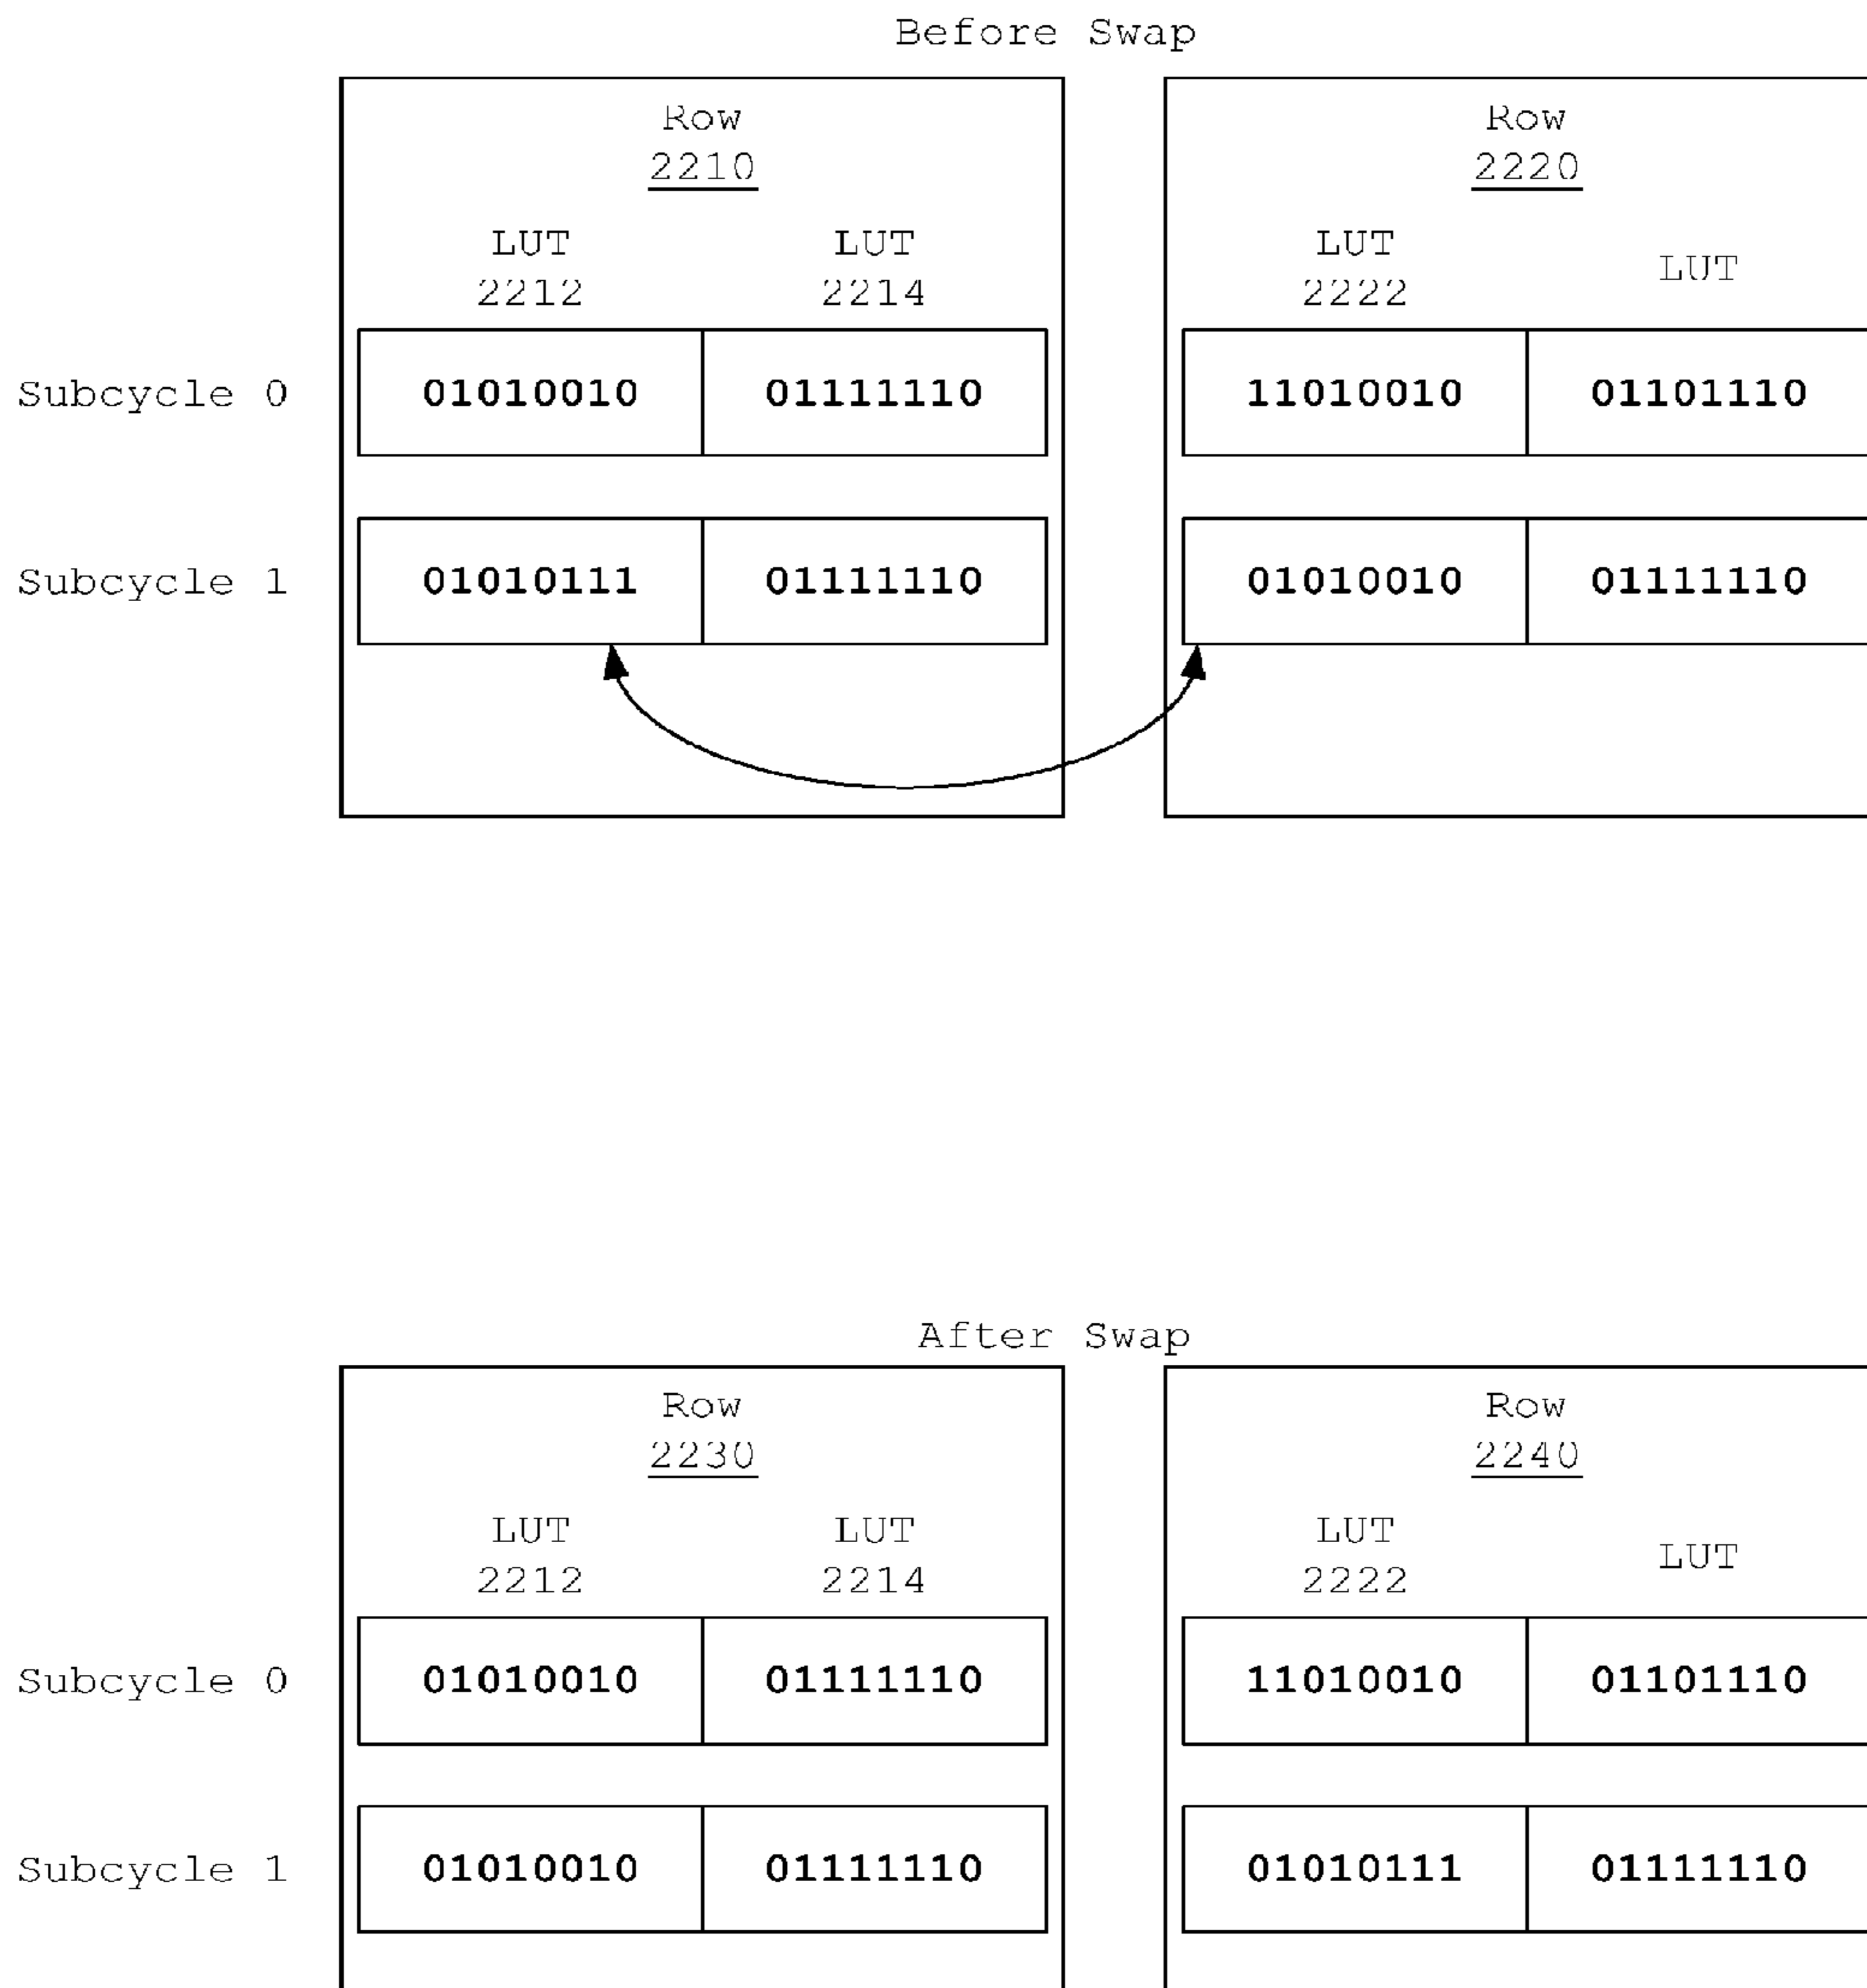 Before Swap
Row Row
2210 2220
LUT LUT LUT LUT
2212 2214 2222
Subcycle 0 01010010 01111110 11010010 01101110
Subcycle 1 01010111 01111110 01010010 01111110
After Swap
Row Row
2230 2240
LUT LUT LUT LUT
2212 2214 2222
Subcycle 0 01010010 01111110 11010010 01101110
Subcycle 1 01010010 01111110 01010111 01111110